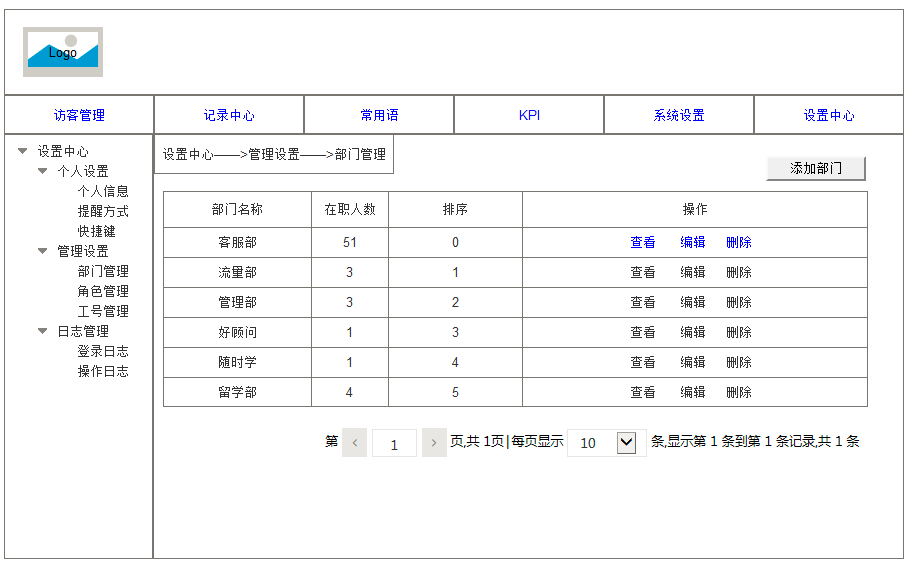 Logo
访客管理 记录中心 常用语 KPI 系统设置 设置中心
设置中心
个人设置
个人信息
提醒方式
快捷键
管理设置
部门管理
角色管理
工号管理
日志管理
登录日志
操作日志
设置中心——>管理设置——>部门管理
添加部门
部门名称 在职人数 排序 操作
客服部 51 0 查看 编辑 删除
流量部 3 1 查看 编辑 删除
管理部 3 2 查看 编辑 删除
好顾问 1 3 查看 编辑 删除
随时学 1 4 查看 编辑 删除
留学部 4 5 查看 编辑 删除
第 < 1 > 页,共 1页|每页显示 10 条,显示第 1 条到第 1 条记录,共 1 条